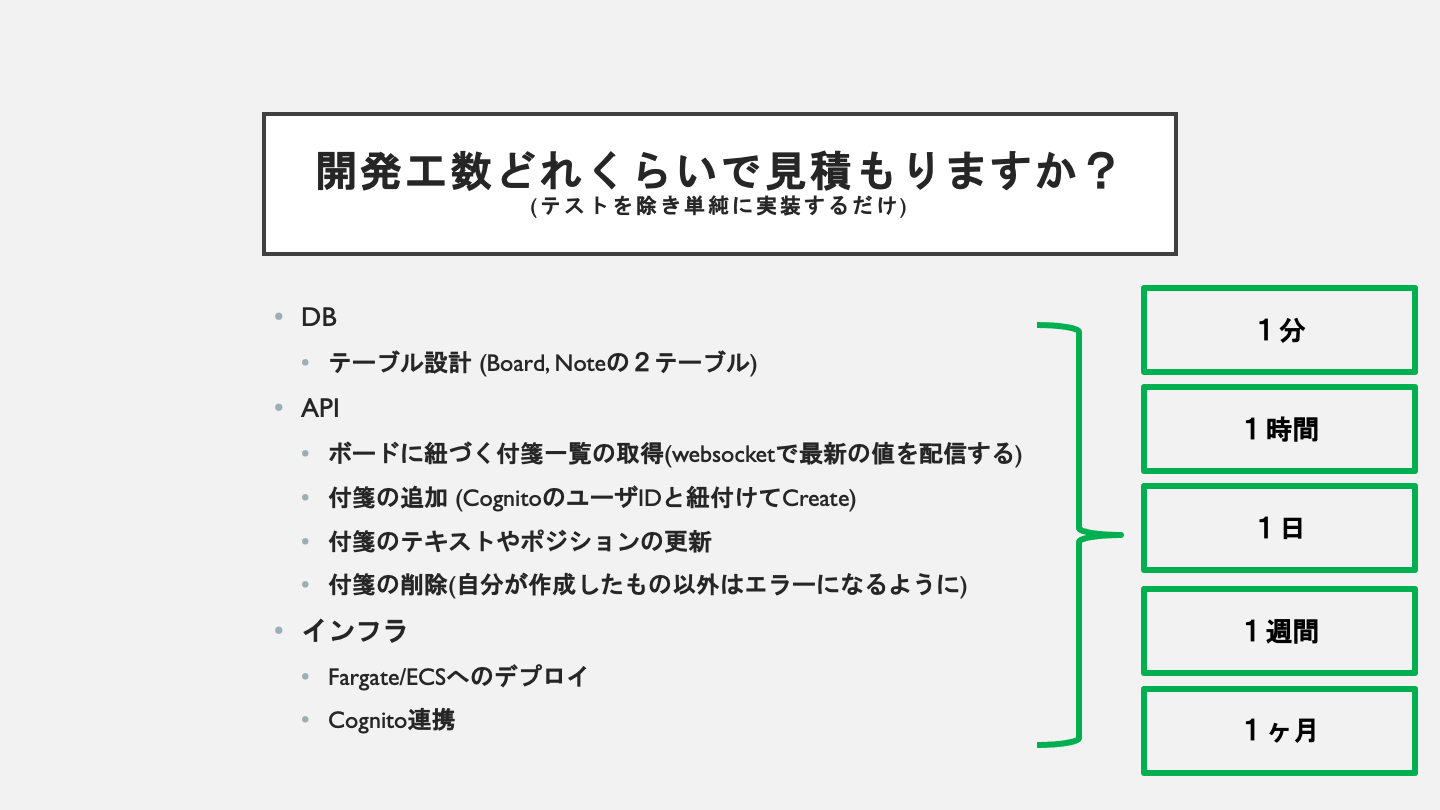 開発工数どれくらいで見積もりますか？
(テストを除き単純に実装するだけ)
• DB
• テーブル設計 (Board, Noteの２テーブル)
• API
• ボードに紐づく付箋一覧の取得(websocketで最新の値を配信する)
• 付箋の追加 (CognitoのユーザIDと紐付けてCreate)
• 付箋のテキストやポジションの更新
• 付箋の削除(自分が作成したもの以外はエラーになるように)
• インフラ
• Fargate/ECSへのデプロイ
• Cognito連携
１分
１時間
１日
１週間
１ヶ月